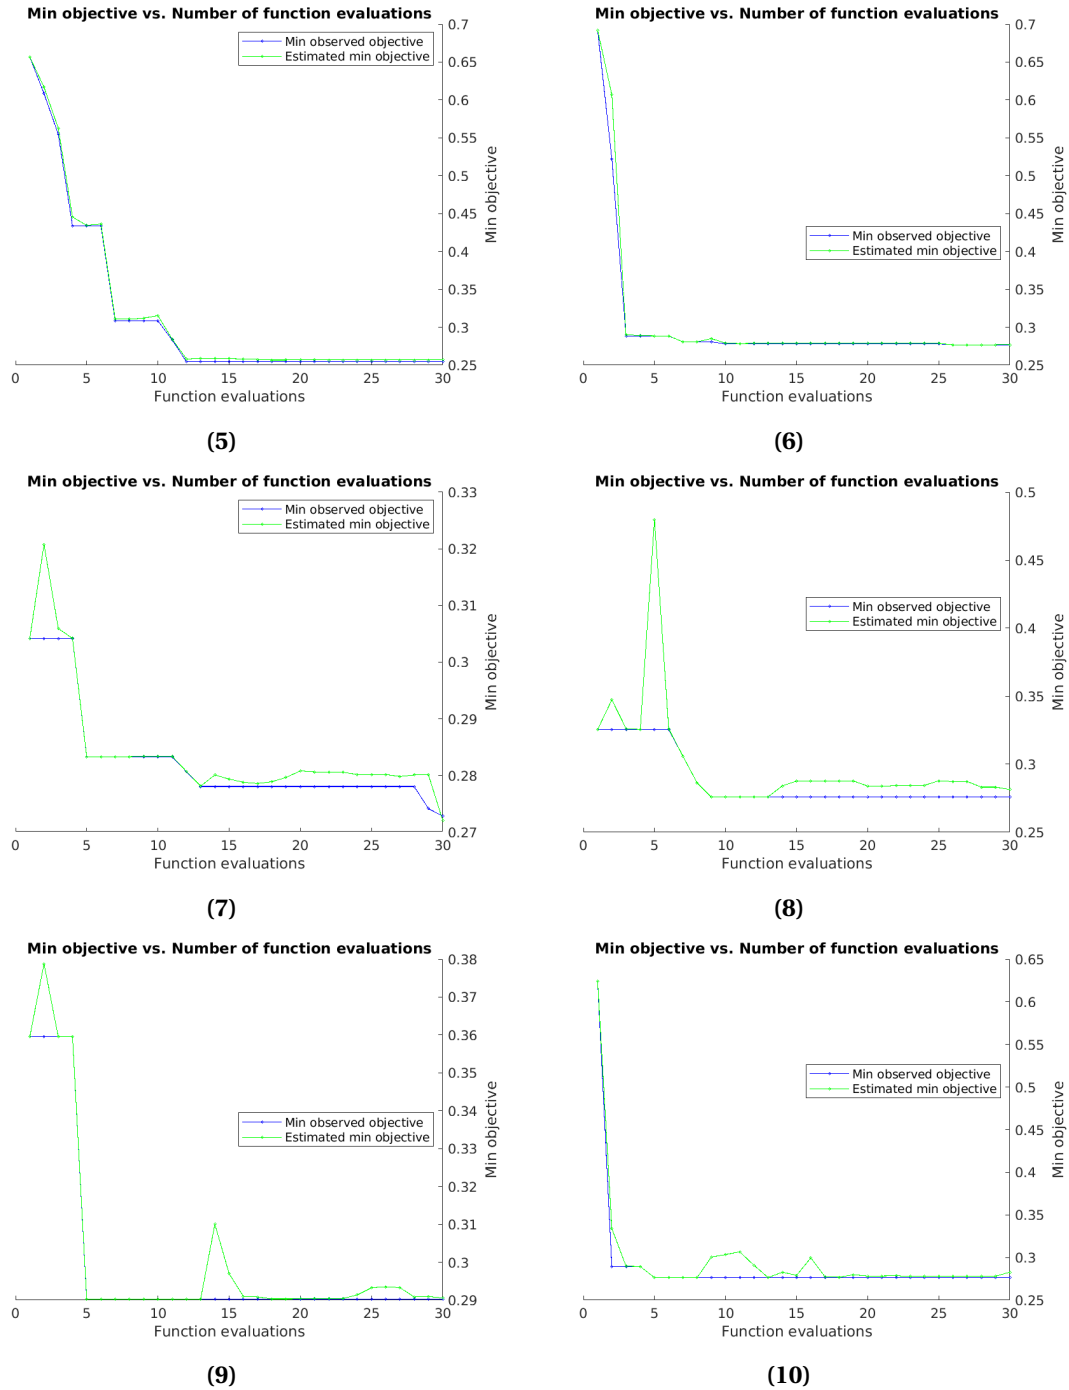 Min objective vs. Number of function evaluations
Min observed objective
Estimated min objective
0.7
0.65
0.6
0.55
0.5
0.45
0.4
0.35
0.3
0.25
Min objective
0 5 10 15 20 25 30
Function evaluations
(5)
Min objective vs. Number of function evaluations
0.7
0.65
0.6
0.55
0.5
0.45
0.4
0.35
0.3
0.25
Min objective
Min observed objective
Estimated min objective
0 5 10 15 20 25 30
Function evaluations
(6)
Min objective vs. Number of function evaluations
Min observed objective
Estimated min objective
0.33
0.32
0.31
0.3
0.29
0.28
0.27
Min objective
0 5 10 15 20 25 30
Function evaluations
(7)
Min objective vs. Number of function evaluations
0.5
0.45
0.4
0.35
0.3
0.25
Min objective
Min observed objective
Estimated min objective
0 5 10 15 20 25 30
Function evaluations
(8)
Min objective vs. Number of function evaluations
0.38
0.37
0.36
0.35
0.34
0.33
0.32
0.31
0.3
0.29
Min objective
Min observed objective
Estimated min objective
0 5 10 15 20 25 30
Function evaluations
(9)
Min objective vs. Number of function evaluations
0.65
0.6
0.55
0.5
0.45
0.4
0.35
0.3
0.25
Min objective
Min observed objective
Estimated min objective
0 5 10 15 20 25 30
Function evaluations
(10)